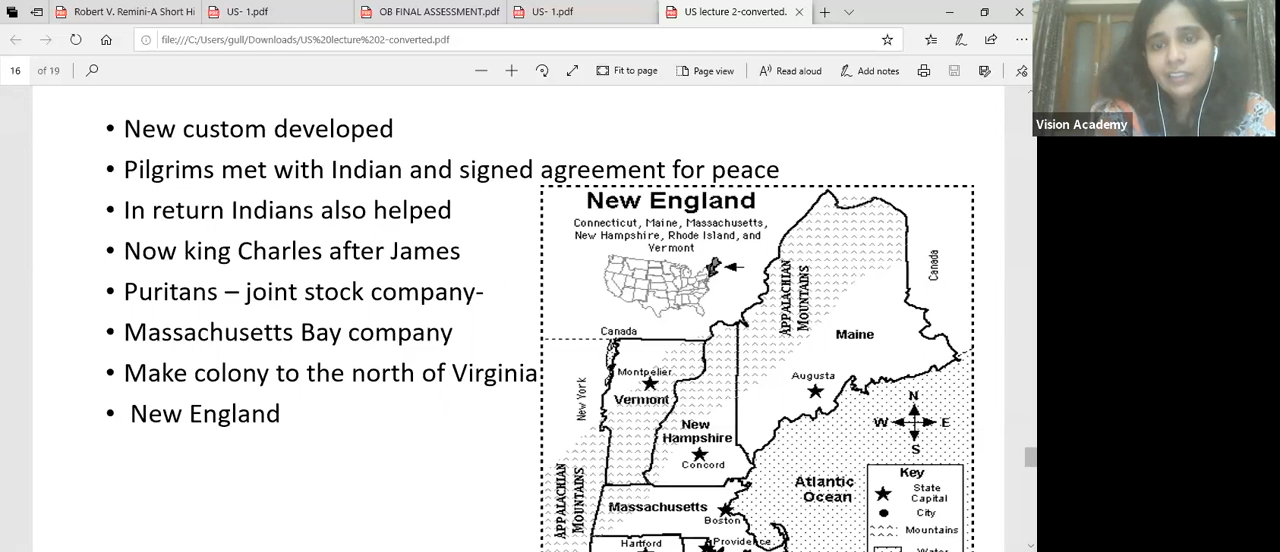 Robert V. Remini-A Short Hi
US- 1.pdf
OB FINAL ASSESSMENT.pdf
US- 1.pdf
US lecture 2-converted.
file:///C:/Users/gull/Downloads/US%20lecture%202-converted.pdf
16 of 19
Fit to page
Page view
Read aloud
Add notes
Vision Academy
• New custom developed
• Pilgrims met with Indian and signed agreement for peace
• In return Indians also helped
• Now king Charles after James
• Puritans – joint stock company-
• Massachusetts Bay company
• Make colony to the north of Virginia
• New England
New England
Connecticut, Maine, Massachusetts,
New Hampshire, Rhode Island, and
Vermont
Canada
APPALACHIAN
MOUNTAINS
Canada
Maine
Montpelier
Augusta
New York
Vermont
N
W E
S
New
Hampshire
Concord
Key
State
Capital
City
Mountains
Water
Atlantic
Ocean
APPALACHIAN
MOUNTAINS
Massachusetts
Boston
Hartford
Providence